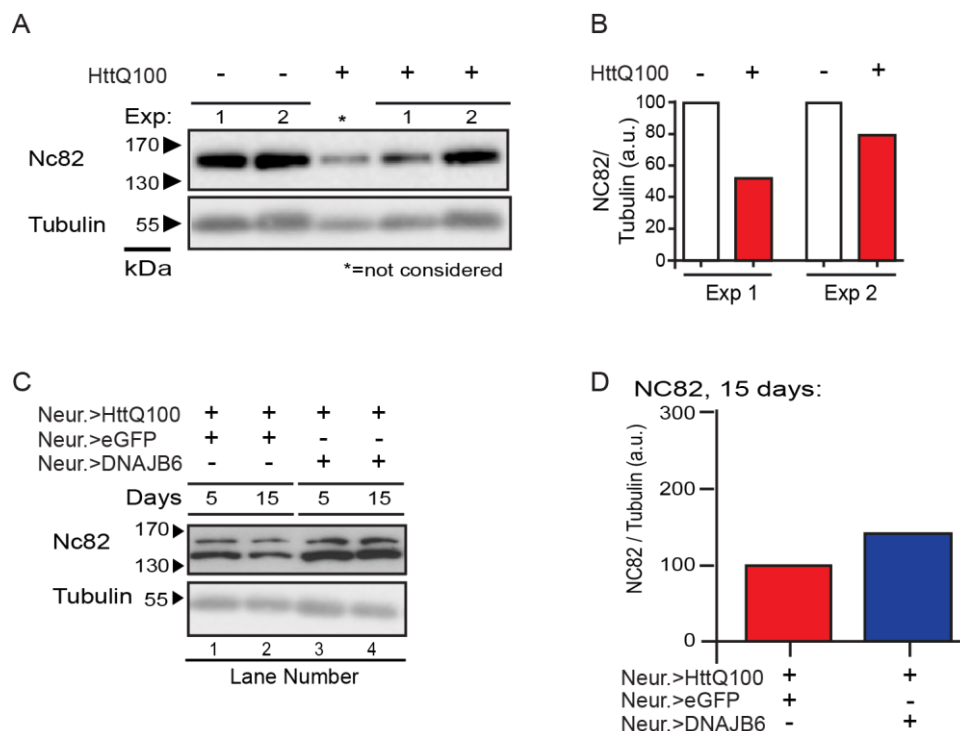 A
HttQ100 - - + + +
Exp: 1 2 * 1 2
Nc82 170 130
Tubulin 55
kDa
*=not considered
B
HttQ100 - + - +
NC82/
Tubulin (a.u.)
100
80
60
40
20
0
Exp 1 Exp 2
C
Neur.>HttQ100 + + + +
Neur.>eGFP + + - -
Neur.>DNAJB6 - - + +
Days 5 15 5 15
Nc82 170 130
Tubulin 55
1 2 3 4
Lane Number
D
NC82, 15 days:
NC82 / Tubulin (a.u.)
300
200
100
0
Neur.>HttQ100 + +
Neur.>eGFP + -
Neur.>DNAJB6 - +